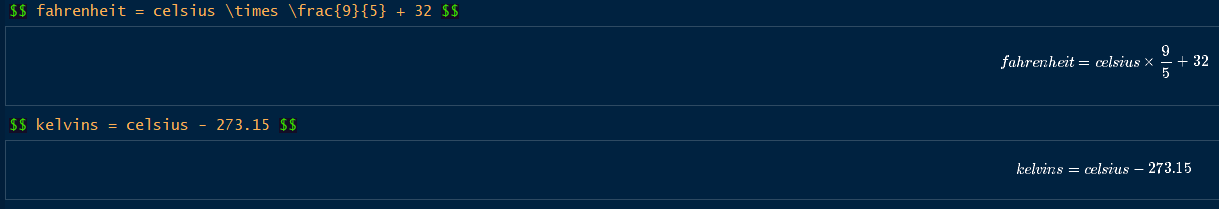 $$ fahrenheit = celsius \times \frac{9}{5} + 32 $$
fahrenheit = celsius × 9/5 + 32
$$ kelvins = celsius - 273.15 $$
kelvins = celsius − 273.15